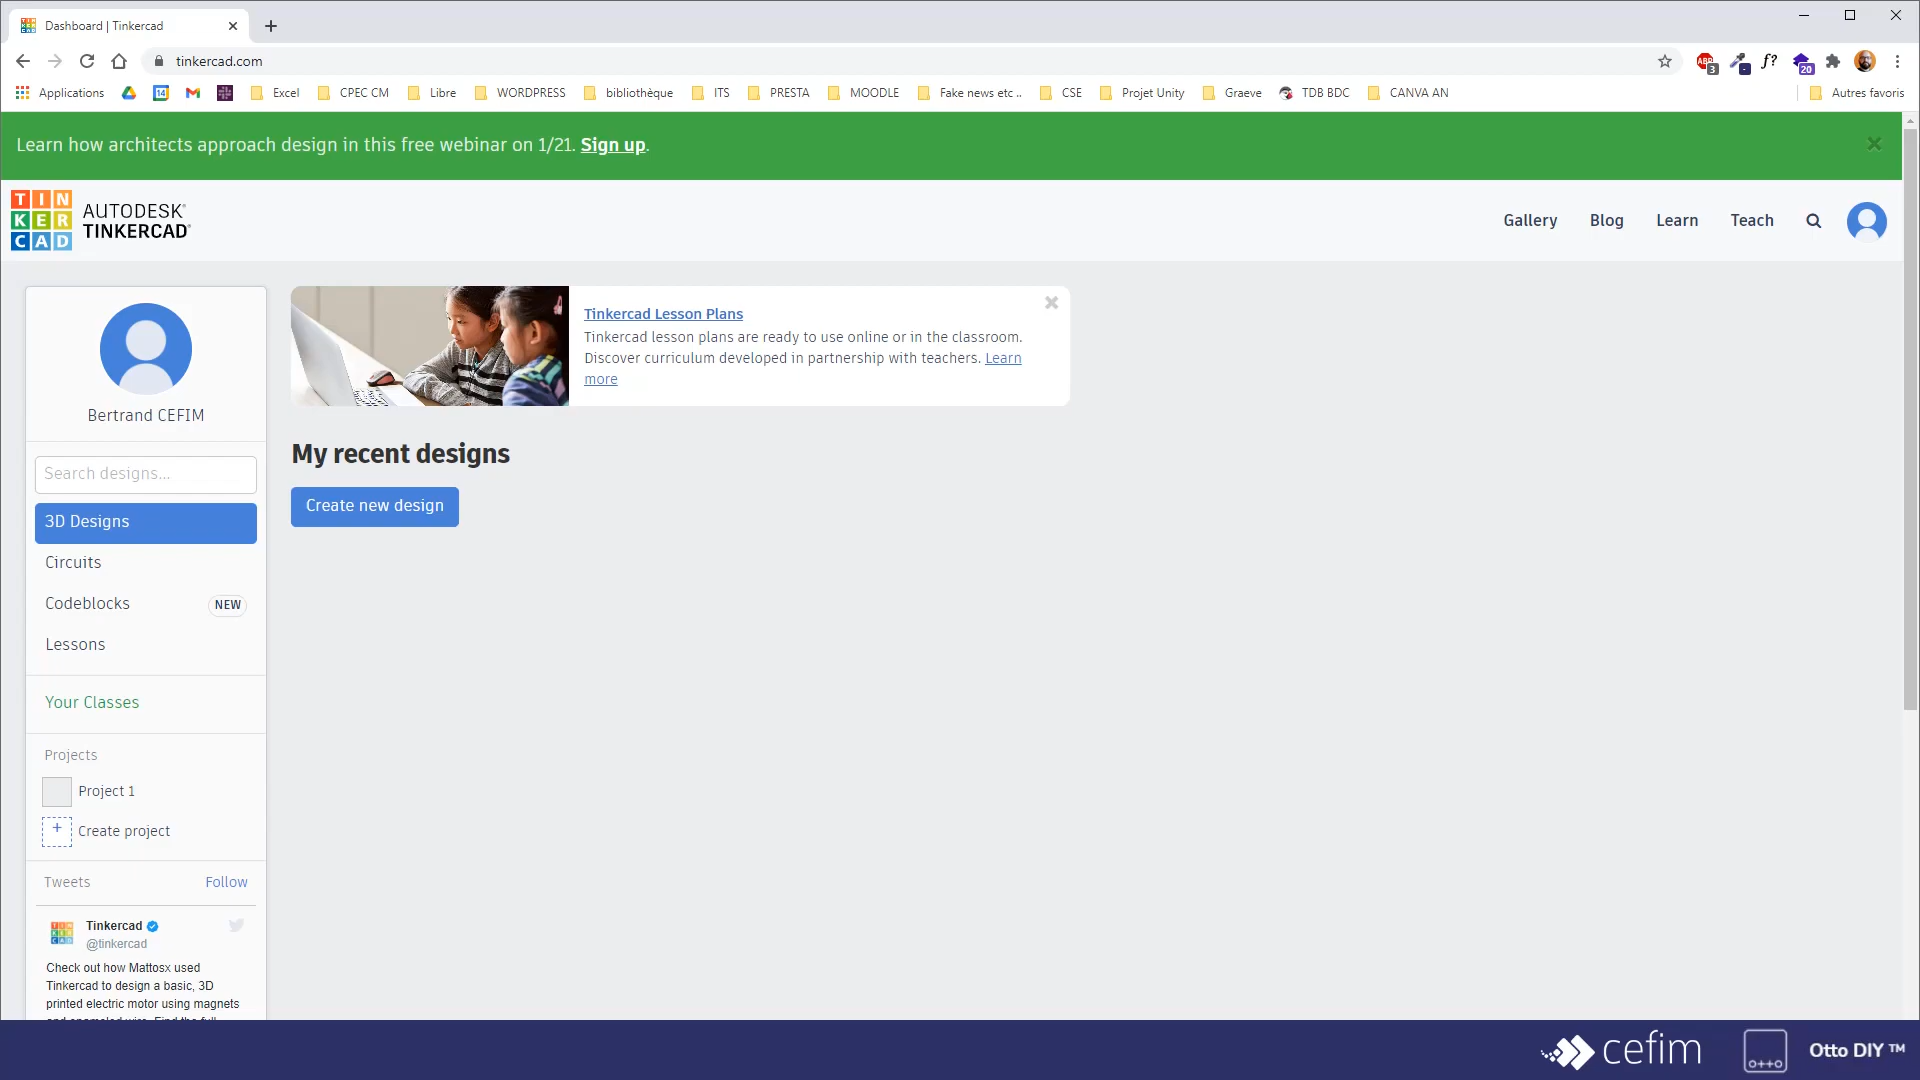 Dashboard | Tinkercad
tinkercad.com
3
20
Applications
14
Excel
CPEC CM
Libre
WORDPRESS
bibliothèque
ITS
PRESTA
MOODLE
Fake news etc ..
CSE
Projet Unity
Graeve
TDB BDC
CANVA AN
Autres favoris
Learn how architects approach design in this free webinar on 1/21. Sign up.
TIN
KER
CAD
AUTODESK®
TINKERCAD®
Gallery
Blog
Learn
Teach
Bertrand CEFIM
Search designs...
3D Designs
Circuits
Codeblocks
NEW
Lessons
Your Classes
Projects
Project 1
+ Create project
Tweets
Follow
Tinkercad
@tinkercad
Check out how Mattosx used
Tinkercad to design a basic, 3D
printed electric motor using magnets
Tinkercad Lesson Plans
Tinkercad lesson plans are ready to use online or in the classroom.
Discover curriculum developed in partnership with teachers. Learn
more
My recent designs
Create new design
cefim
Otto DIY ™